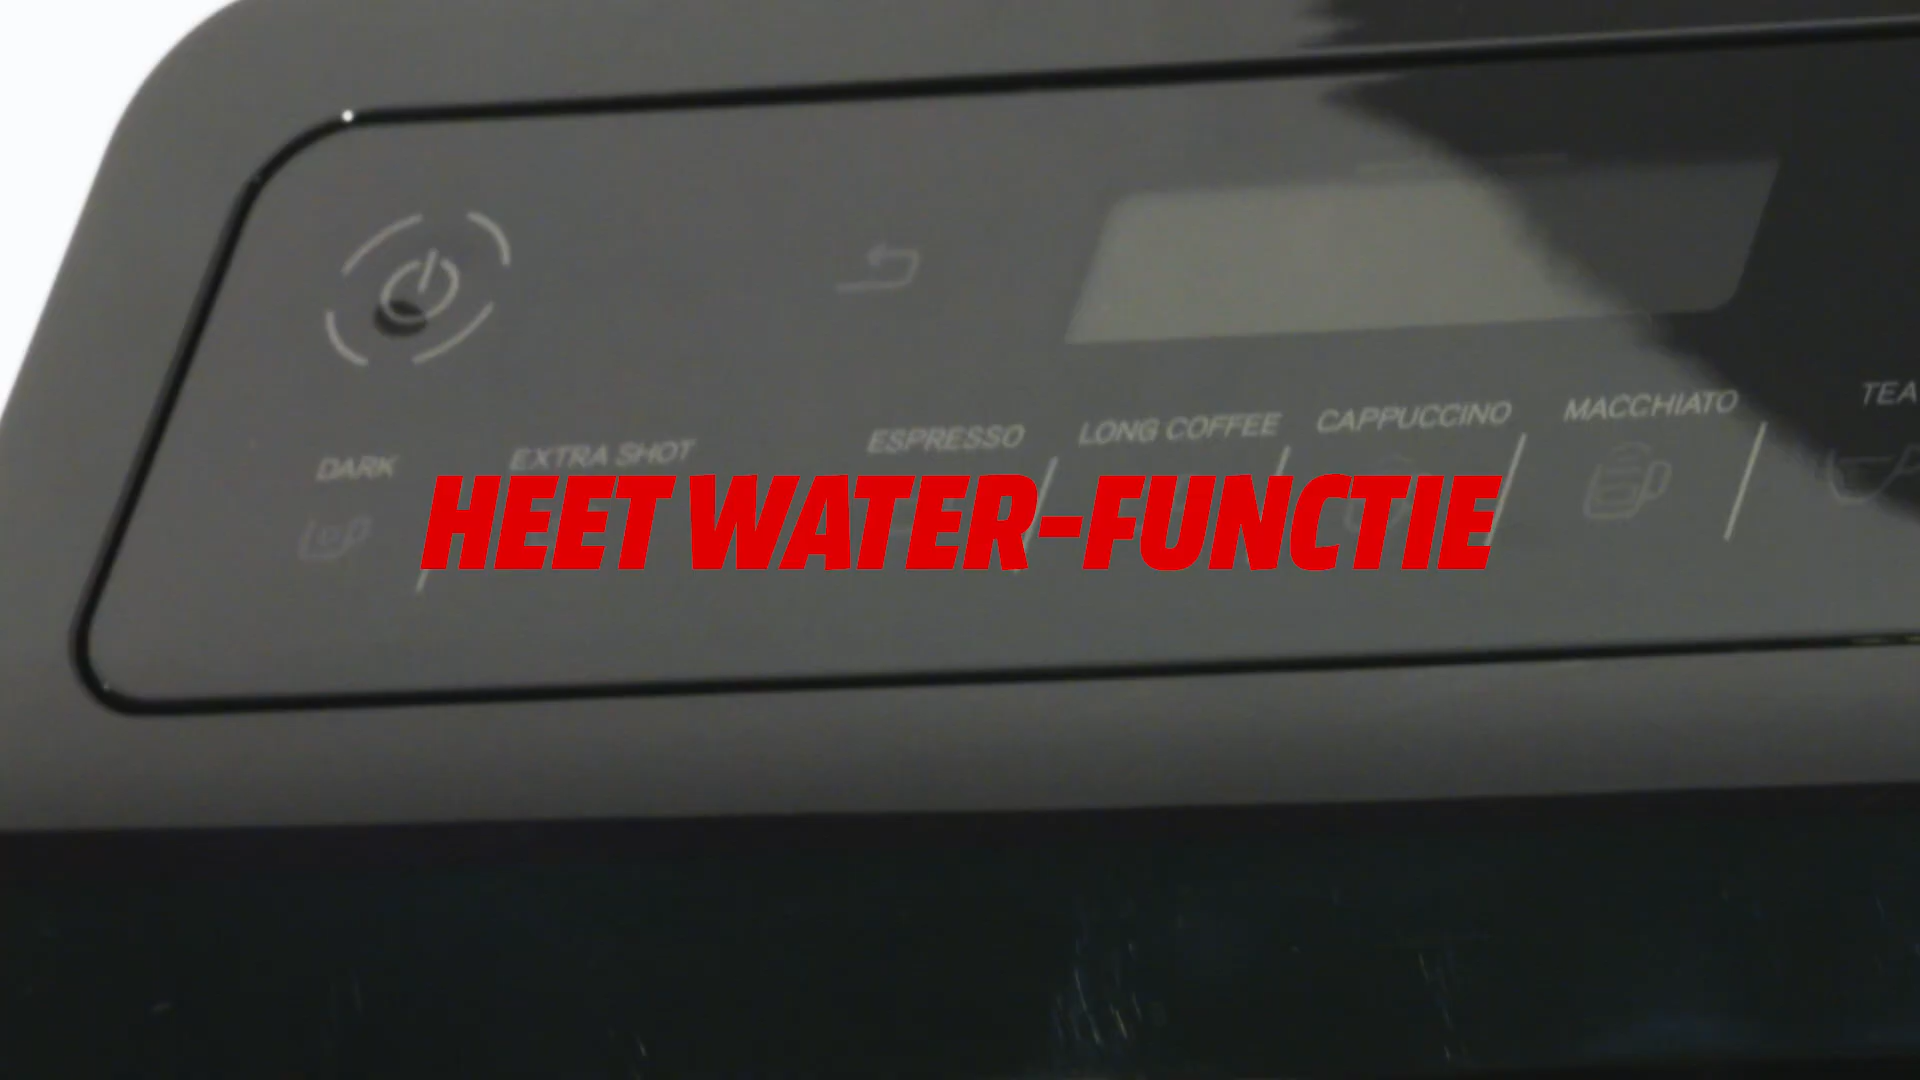 DARK
EXTRA SHOT
ESPRESSO
LONG COFFEE
CAPPUCCINO
MACCHIATO
TEA
HEET WATER-FUNCTIE